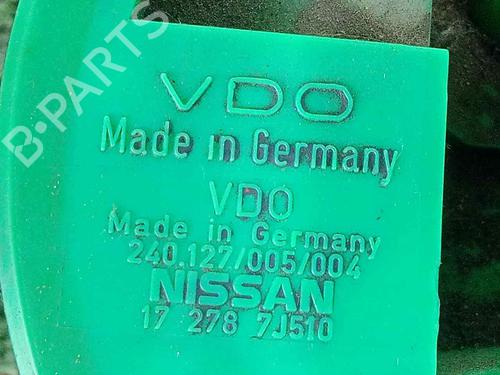 B-PARTS
VDO
Made in Germany
VDO
Made in Germany
240.127/005/004
NISSAN
17 278 7J510